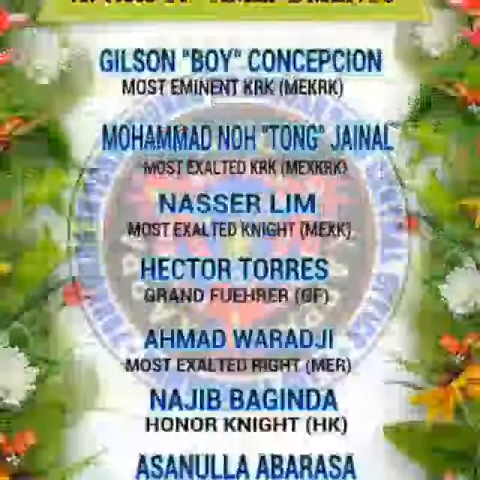 GILSON "BOY" CONCEPCION
MOST EMINENT KRK (MEKRK)
MOHAMMAD NOH "TONG" JAINAL
MOST EXALTED KRK (MEXKRK)
NASSER LIM
MOST EXALTED KNIGHT (MEXK)
HECTOR TORRES
GRAND FUEHRER (GF)
AHMAD WARADJI
MOST EXALTED RIGHT (MER)
NAJIB BAGINDA
HONOR KNIGHT (HK)
ASANULLA ABARASA